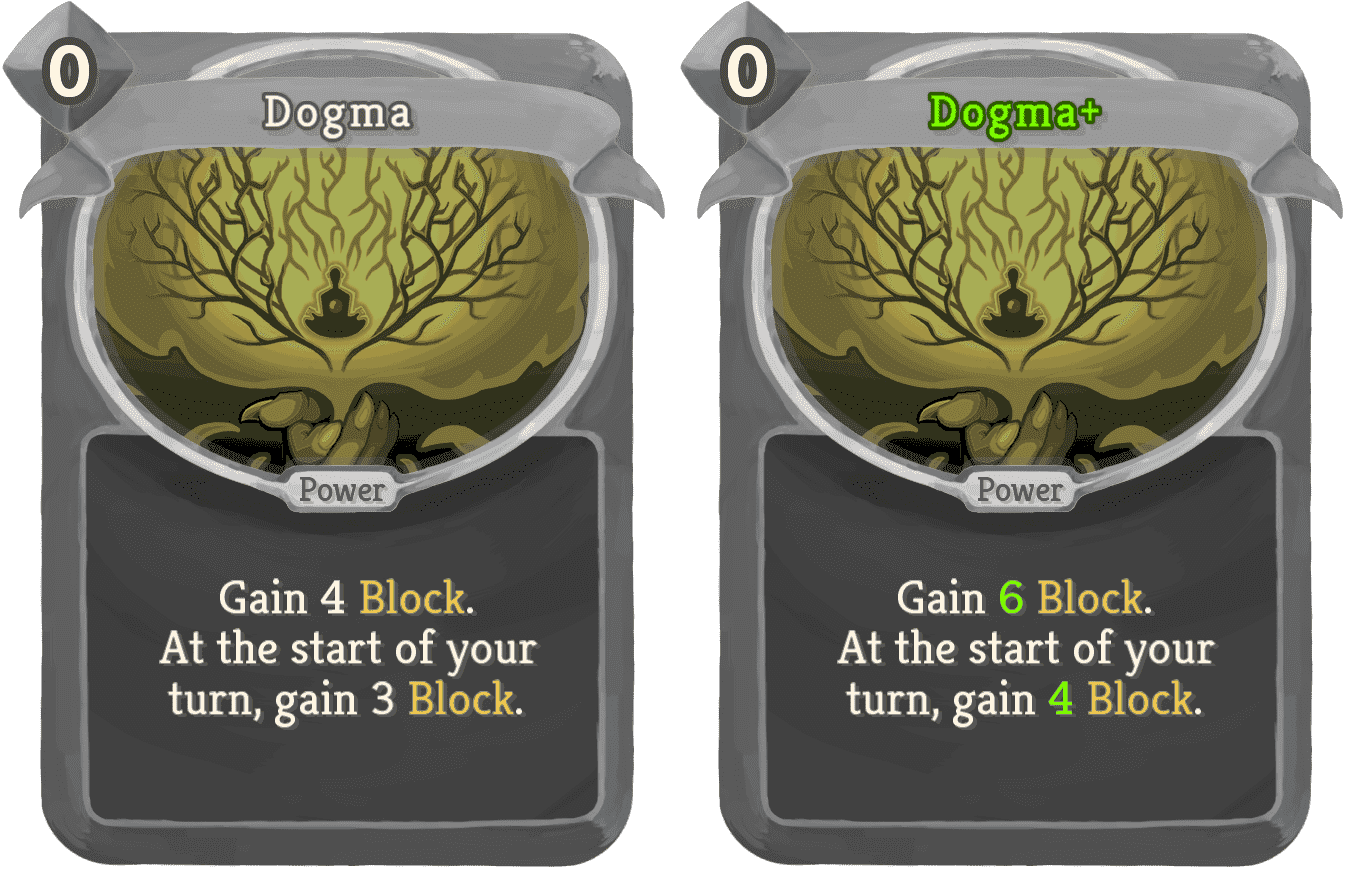 0
Dogma
Power
Gain 4 Block.
At the start of your
turn, gain 3 Block.
0
Dogma+
Power
Gain 6 Block.
At the start of your
turn, gain 4 Block.